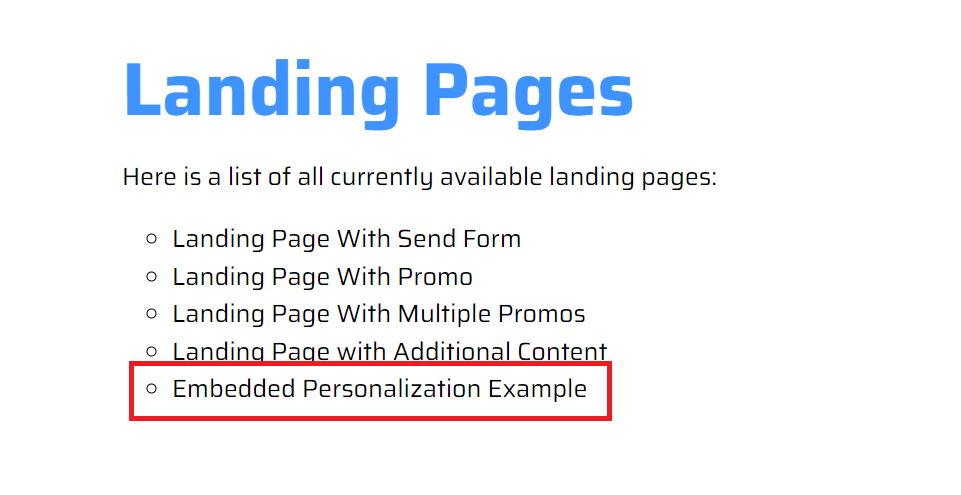 Landing Pages
Here is a list of all currently available landing pages:
Landing Page With Send Form
Landing Page With Promo
Landing Page With Multiple Promos
Landing Page with Additional Content
Embedded Personalization Example